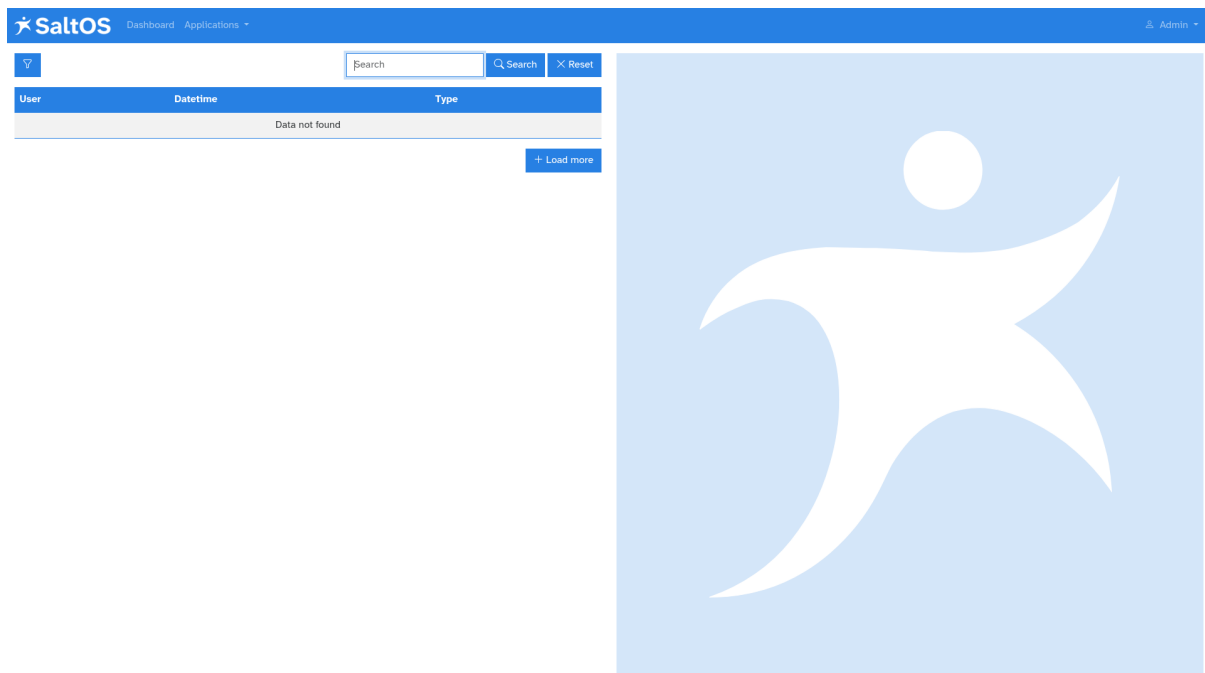 SaltOS Dashboard Applications Admin
Search Search Reset
User Datetime Type
Data not found
+ Load more